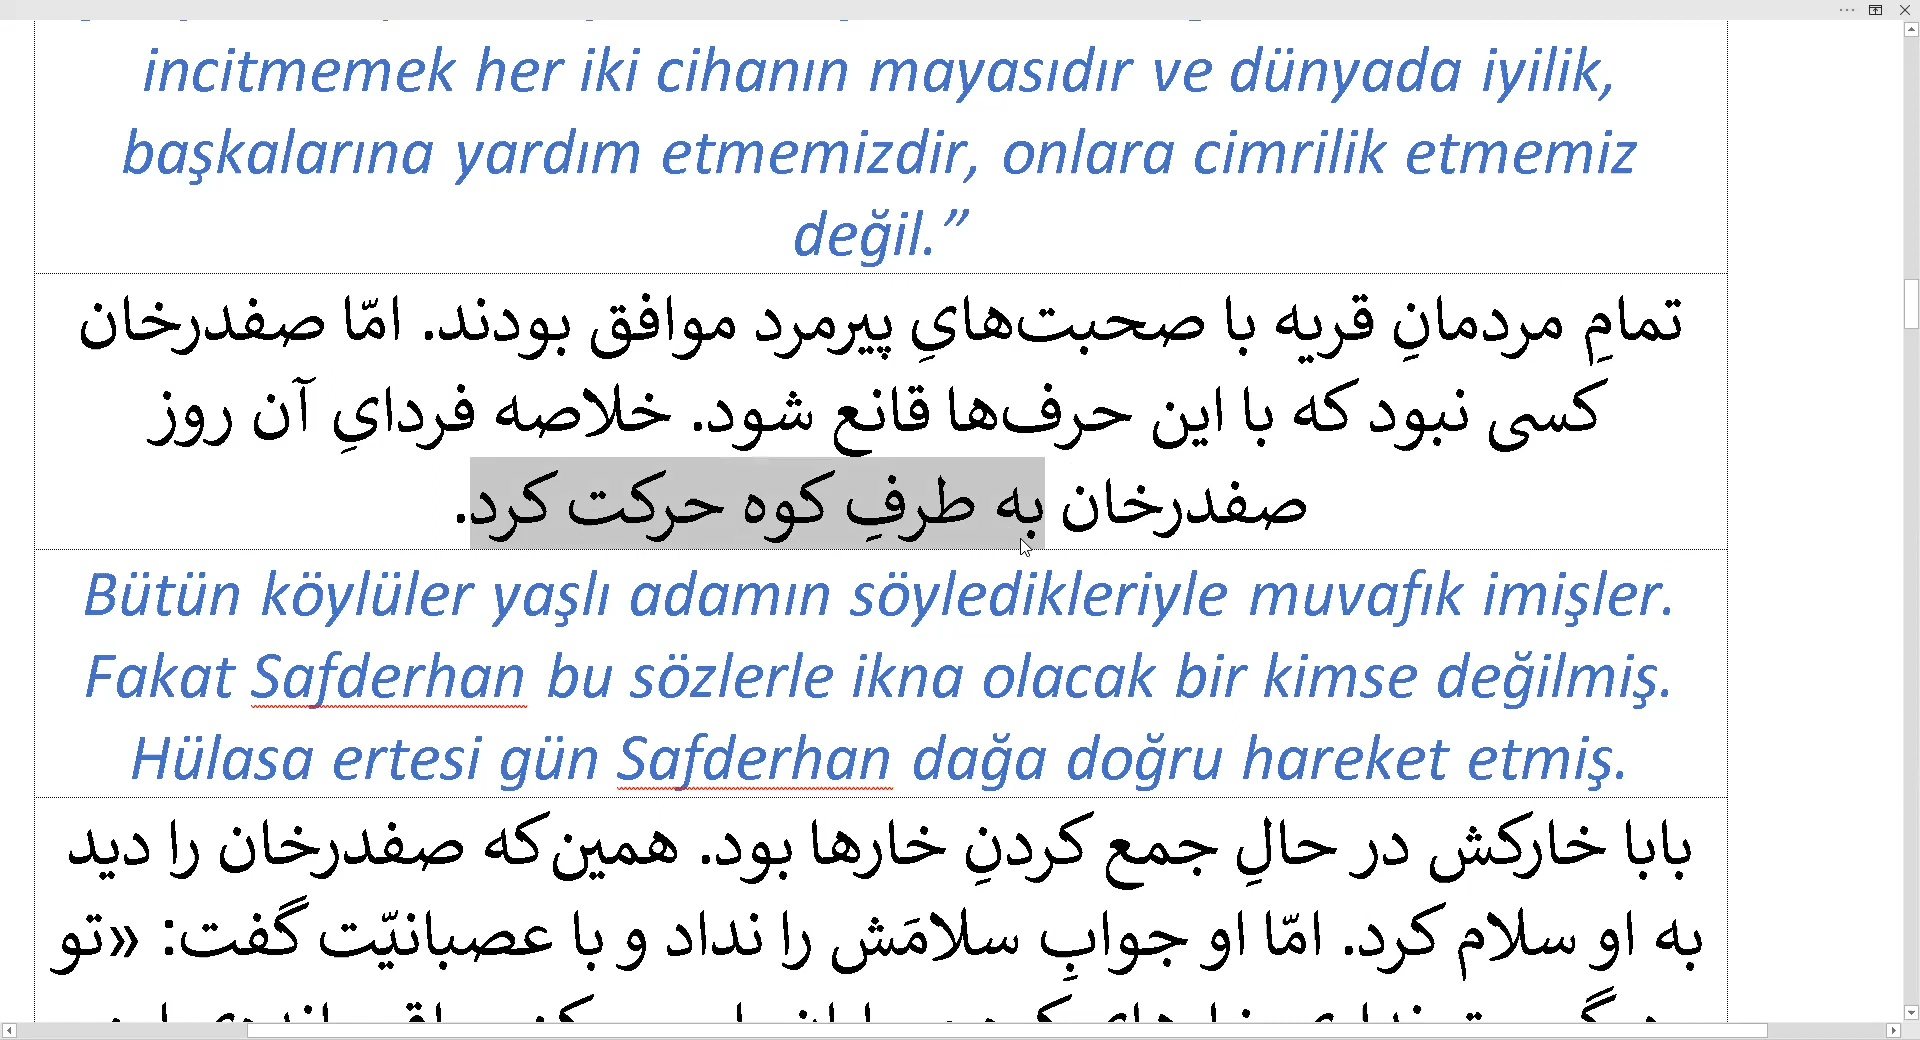 incitmemek her iki cihanın mayasıdır ve dünyada iyilik,
başkalarına yardım etmemizdir, onlara cimrilik etmemiz
değil.”
تمامِ مردمانِ قریه با صحبت‌هایِ پیرمرد موافق بودند. امّا صفدرخان
کسی نبود که با این حرف‌ها قانع شود. خلاصه فردایِ آن روز
صفدرخان به طرفِ کوه حرکت کرد.
Bütün köylüler yaşlı adamın söyledikleriyle muvafık imişler.
Fakat Safderhan bu sözlerle ikna olacak bir kimse değilmiş.
Hülasa ertesi gün Safderhan dağa doğru hareket etmiş.
بابا خارکش در حالِ جمع کردنِ خارها بود. همین‌که صفدرخان را دید
به او سلام کرد. امّا او جوابِ سلامَش را نداد و با عصبانیّت گفت: «تو